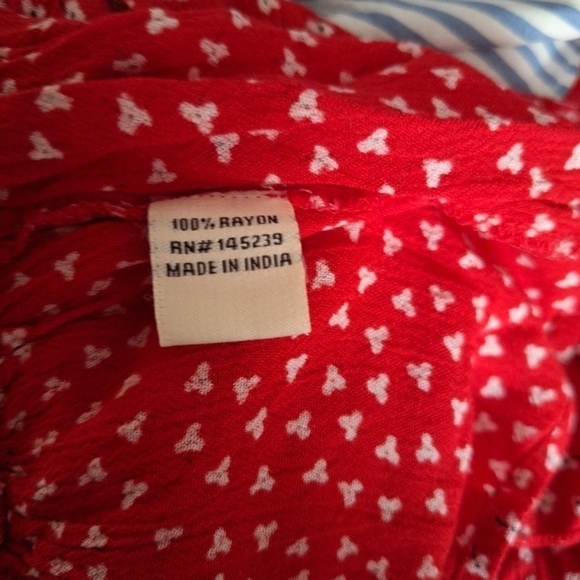 100% RAYON
RN# 145239
MADE IN INDIA